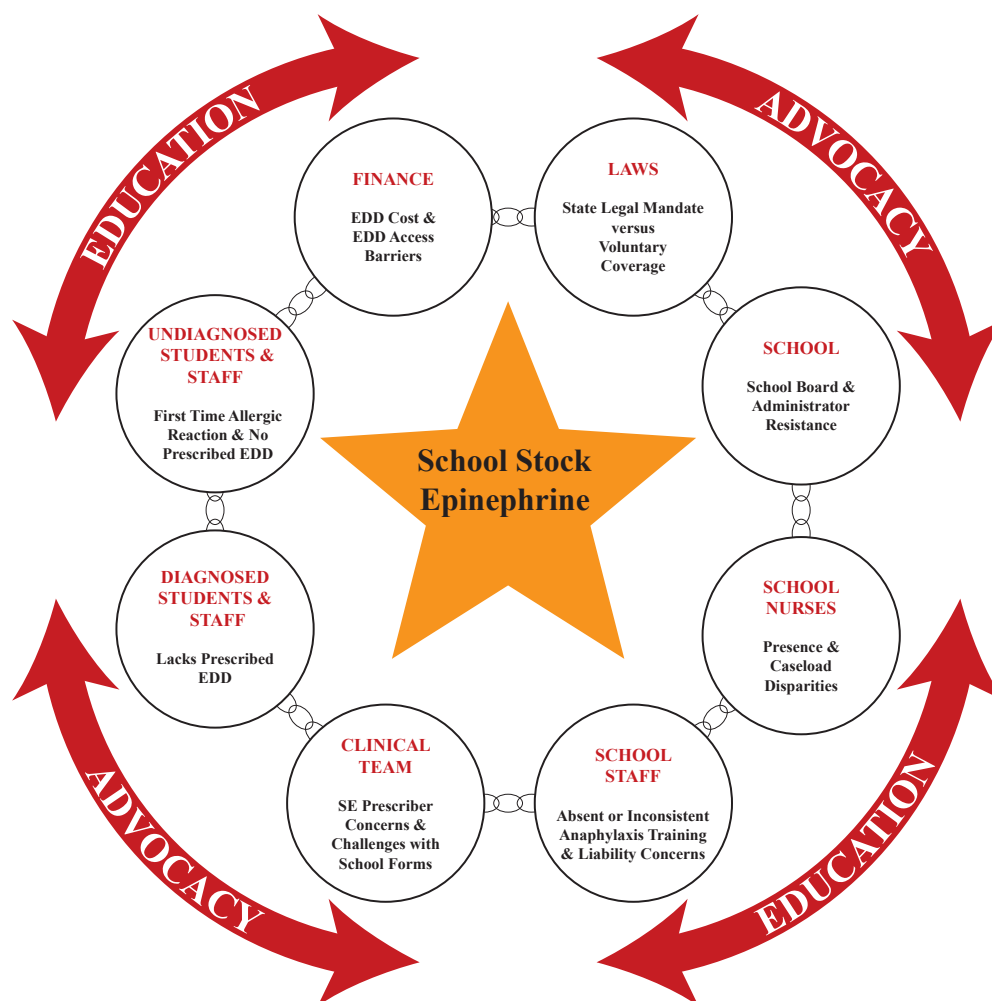 EDUCATION
ADVOCACY
FINANCE
EDD Cost &
EDD Access
Barriers
LAWS
State Legal Mandate
versus
Voluntary
Coverage
UNDIAGNOSED
STUDENTS &
STAFF
First Time Allergic
Reaction & No
Prescribed EDD
SCHOOL
School Board &
Administrator
Resistance
School Stock
Epinephrine
DIAGNOSED
STUDENTS &
STAFF
Lacks Prescribed
EDD
SCHOOL
NURSES
Presence &
Caseload
Disparities
CLINICAL
TEAM
SE Prescriber
Concerns &
Challenges with
School Forms
SCHOOL
STAFF
Absent or Inconsistent
Anaphylaxis Training
& Liability Concerns
ADVOCACY
EDUCATION